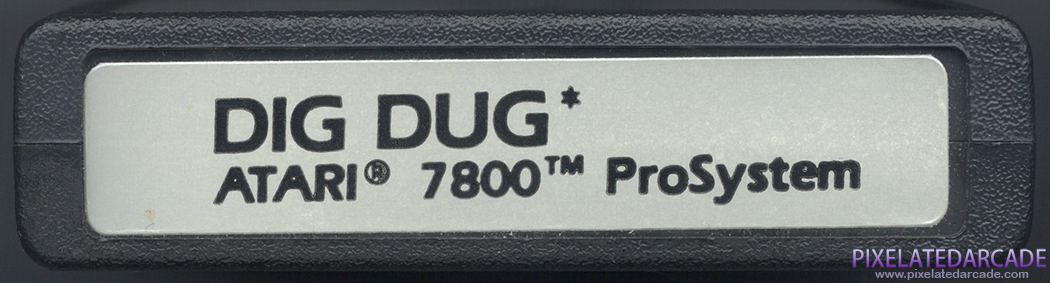 DIG DUG*
ATARI® 7800™ ProSystem
PIXELATEDARCADE
www.pixelatedarcade.com